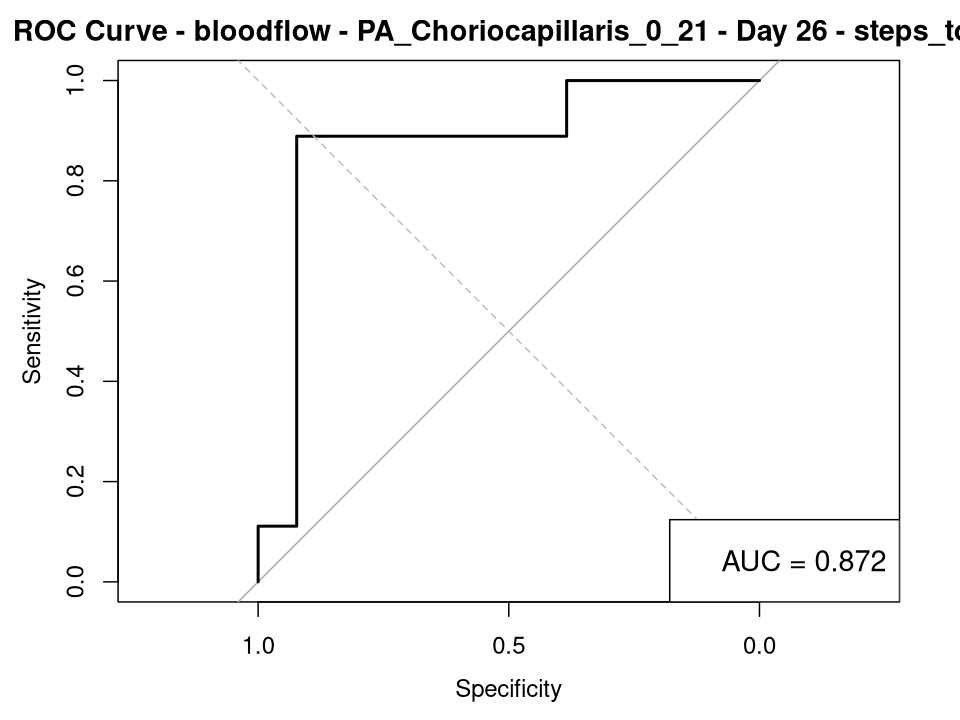 ROC Curve - bloodflow - PA_Choriocapillaris_0_21 - Day 26 - steps_to
1.0
0.8
0.6
0.4
0.2
0.0
Sensitivity
AUC = 0.872
1.0 0.5 0.0
Specificity